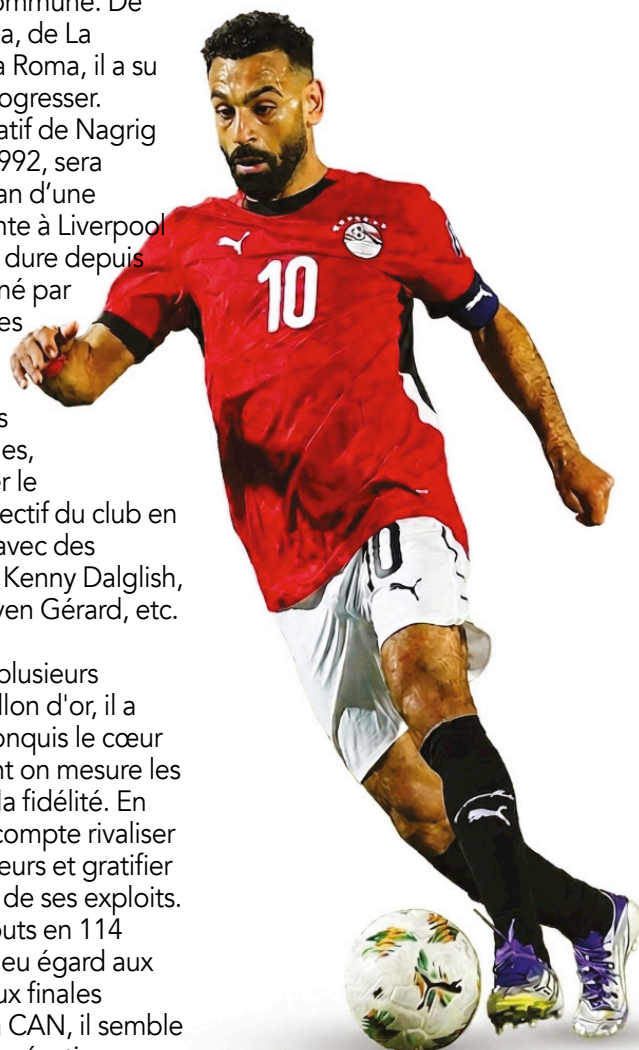 ommune. De
a, de La
a Roma, il a su
ogresser.
atif de Nagrig
992, sera
an d'une
nte à Liverpool
dure depuis
né par
es
s
es,
r le
ectif du club en
avec des
Kenny Dalglish,
ven Gérard, etc.
plusieurs
llon d'or, il a
onquis le cœur
nt on mesure les
la fidélité. En
compte rivaliser
eurs et gratifier
de ses exploits.
outs en 114
eu égard aux
ux finales
a CAN, il semble
10
10